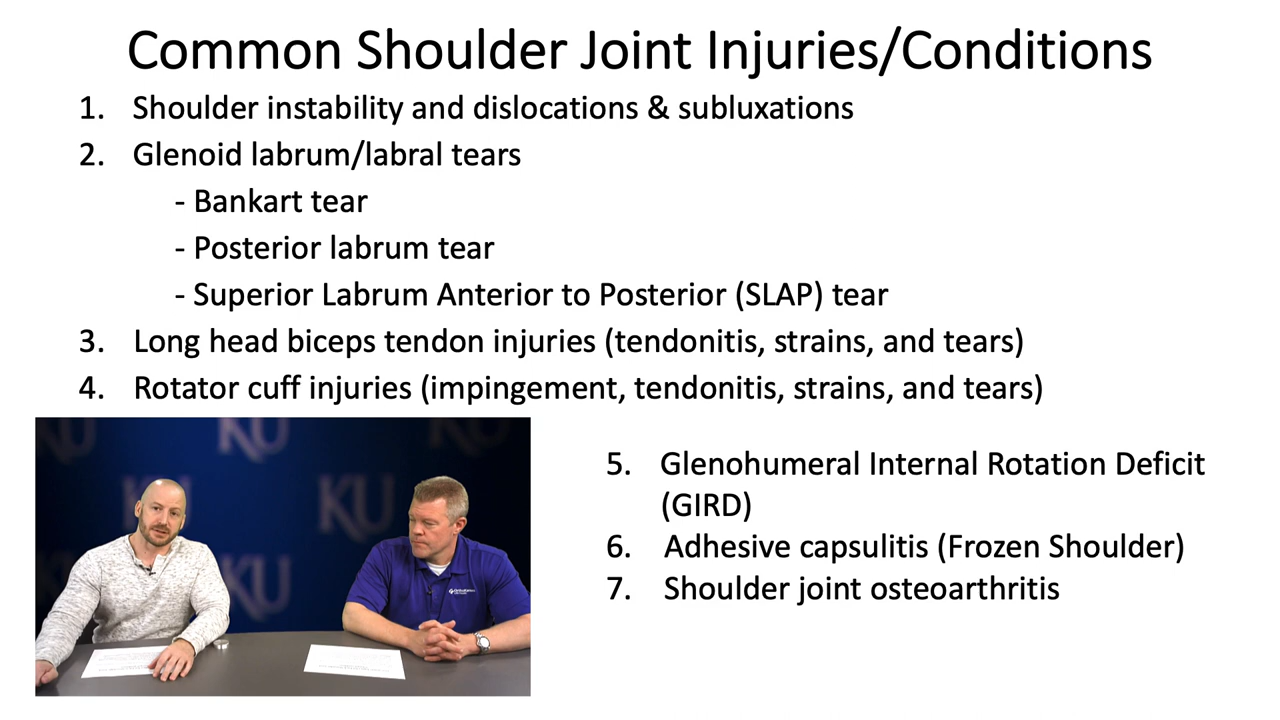 Common Shoulder Joint Injuries/Conditions
1. Shoulder instability and dislocations & subluxations
2. Glenoid labrum/labral tears
- Bankart tear
- Posterior labrum tear
- Superior Labrum Anterior to Posterior (SLAP) tear
3. Long head biceps tendon injuries (tendonitis, strains, and tears)
4. Rotator cuff injuries (impingement, tendonitis, strains, and tears)
5. Glenohumeral Internal Rotation Deficit
(GIRD)
6. Adhesive capsulitis (Frozen Shoulder)
7. Shoulder joint osteoarthritis
KU
KU
KU
KU